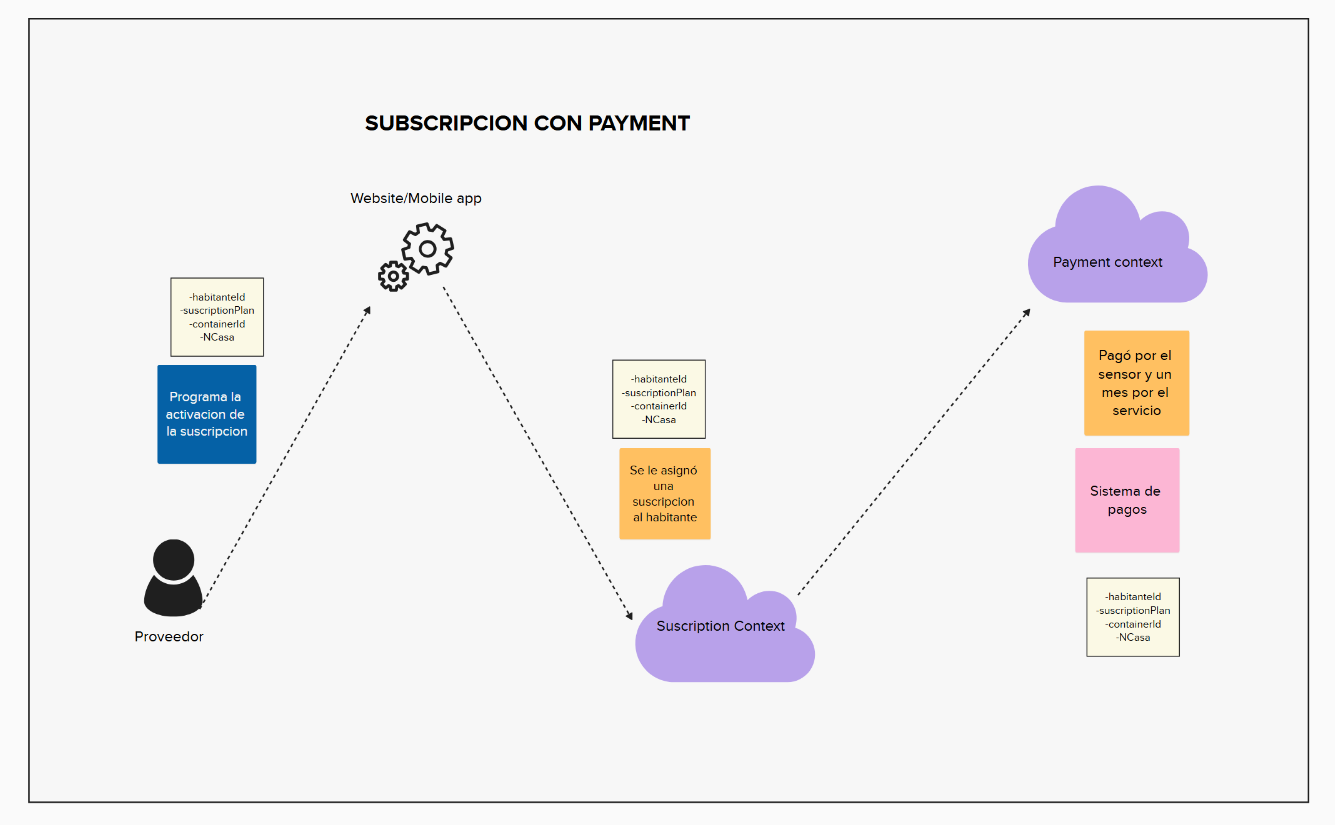 SUBSCRIPCION CON PAYMENT
Website/Mobile app
-habitanteId
-suscriptionPlan
-containerId
-NCasa
Programa la
activacion de
la suscripcion
Proveedor
-habitanteId
-suscriptionPlan
-containerId
-NCasa
Se le asignó
una
suscripcion
al habitante
Suscription Context
Payment context
Pagó por el
sensor y un
mes por el
servicio
Sistema de
pagos
-habitanteId
-suscriptionPlan
-containerId
-NCasa